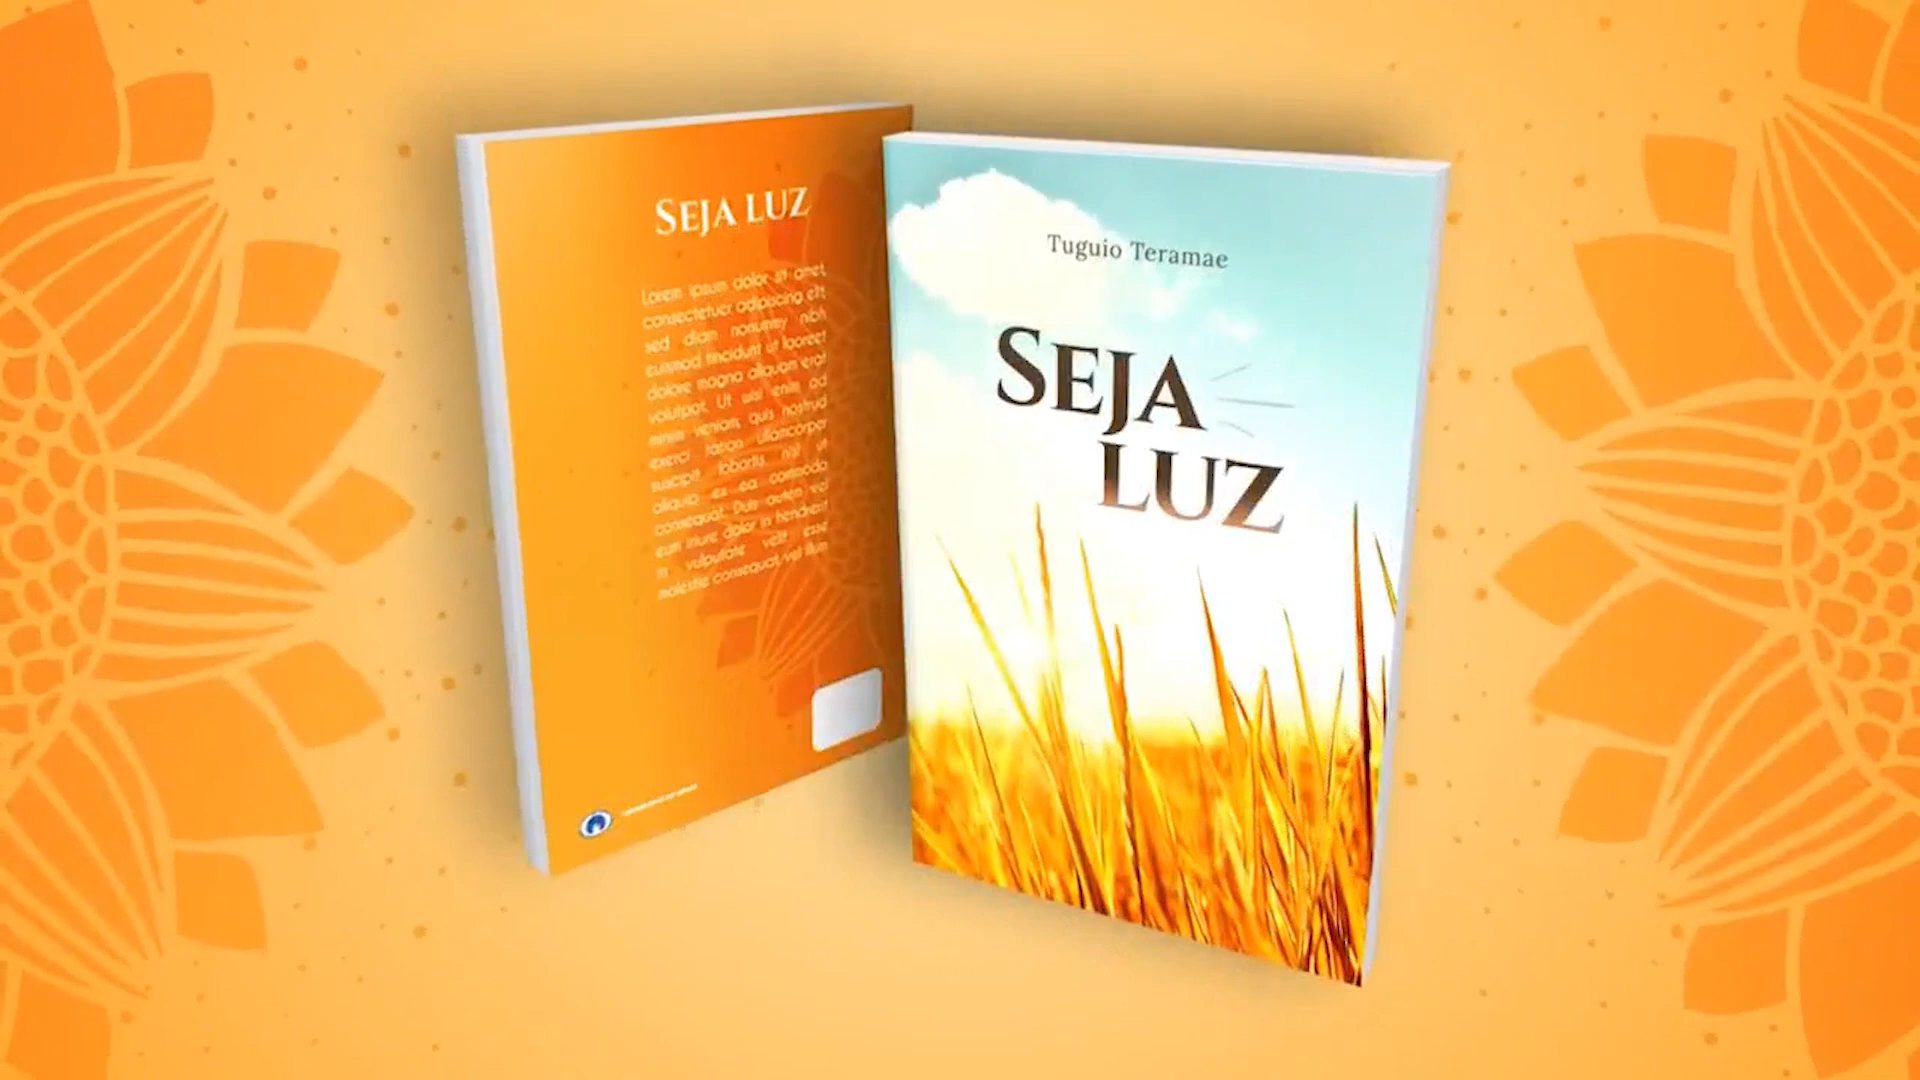 SEJA LUZ
Lorem ipsum dolor sit amet,
consectetuer adipiscing elit,
sed diam nonummy nibh
euismod tincidunt ut laoreet
dolore magna aliquam erat
volutpat. Ut wisi enim ad
minim veniam, quis nostrud
exerci tation ullamcorper
suscipit lobortis nisl ut
aliquip ex ea commodo
consequat. Duis autem vel
eum iriure dolor in hendrerit
in vulputate velit esse
molestie consequat, vel illum
Tuguio Teramae
SEJA
LUZ